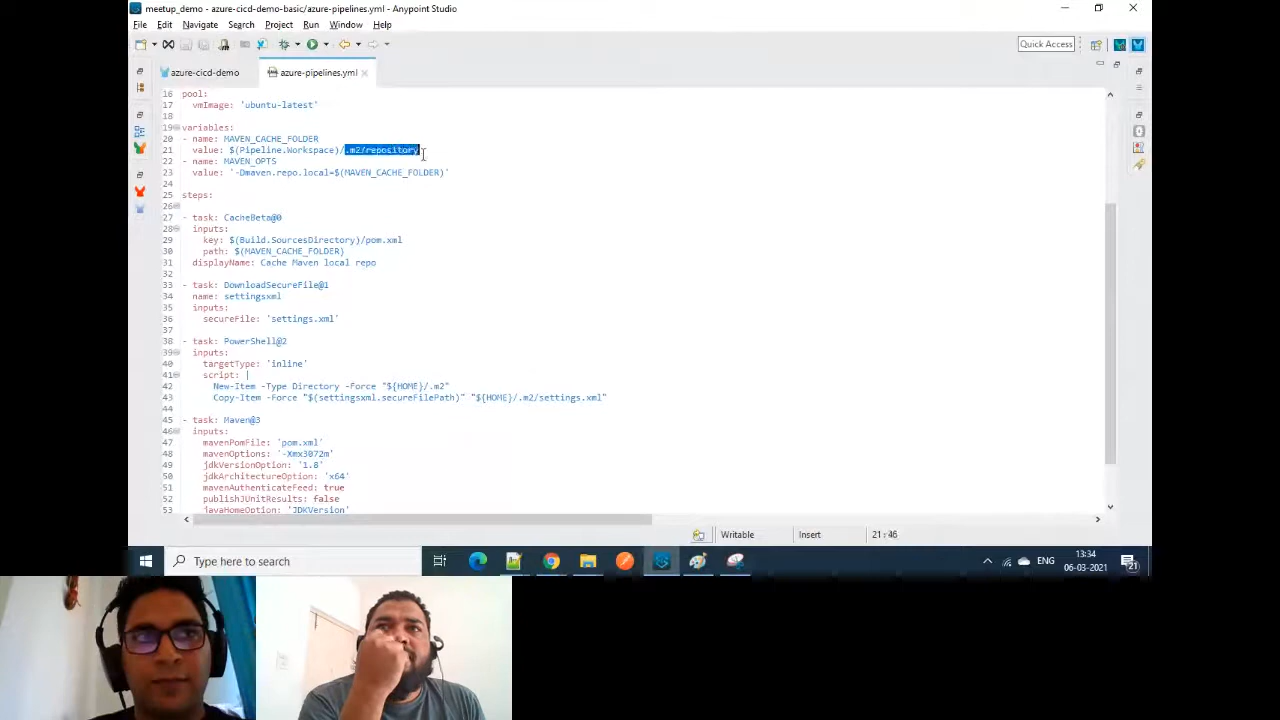 meetup_demo - azure-cicd-demo-basic/azure-pipelines.yml - Anypoint Studio
File Edit Navigate Search Project Run Window Help
Quick Access
azure-cicd-demo azure-pipelines.yml
16 pool:
17 vmImage: 'ubuntu-latest'
18
19 variables:
20 - name: MAVEN_CACHE_FOLDER
21 value: $(Pipeline.Workspace)/.m2/repository
22 - name: MAVEN_OPTS
23 value: '-Dmaven.repo.local=$(MAVEN_CACHE_FOLDER)'
24
25 steps:
26
27 - task: CacheBeta@0
28 inputs:
29 key: $(Build.SourcesDirectory)/pom.xml
30 path: $(MAVEN_CACHE_FOLDER)
31 displayName: Cache Maven local repo
32
33 - task: DownloadSecureFile@1
34 name: settingsxml
35 inputs:
36 secureFile: 'settings.xml'
37
38 - task: PowerShell@2
39 inputs:
40 targetType: 'inline'
41 script: |
42 New-Item -Type Directory -Force "${HOME}/.m2"
43 Copy-Item -Force "$(settingsxml.secureFilePath)" "${HOME}/.m2/settings.xml"
44
45 - task: Maven@3
46 inputs:
47 mavenPomFile: 'pom.xml'
48 mavenOptions: '-Xmx3072m'
49 jdkVersionOption: '1.8'
50 jdkArchitectureOption: 'x64'
51 mavenAuthenticateFeed: true
52 publishJUnitResults: false
53 javaHomeOption: 'JDKVersion'
Writable Insert 21:46
Type here to search
ENG
13:34
06-03-2021
21